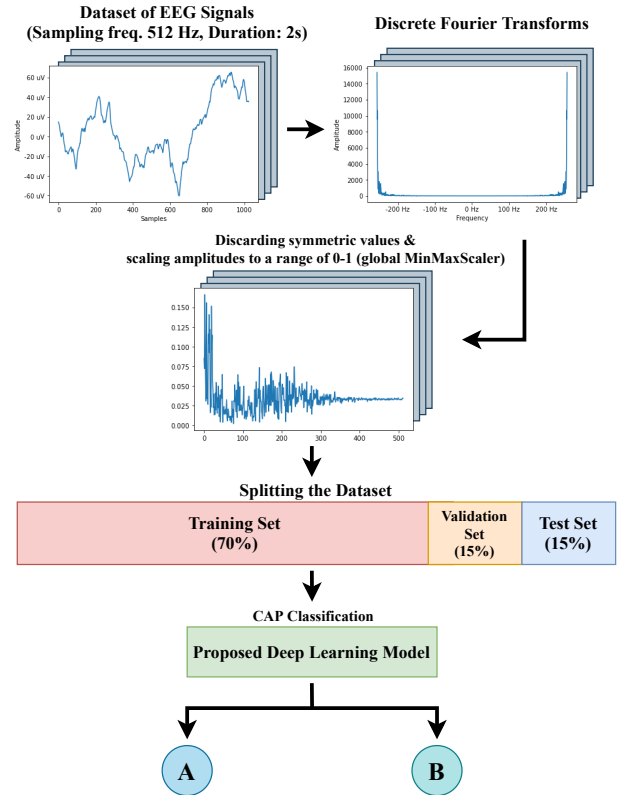 Dataset of EEG Signals
(Sampling freq. 512 Hz, Duration: 2s)
60 uV
40 uV
20 uV
0 uV
-20 uV
-40 uV
-60 uV
Amplitude
0 200 400 600 800 1000
Samples
Discrete Fourier Transforms
16000
14000
12000
10000
8000
6000
4000
2000
0
Amplitude
-200 Hz -100 Hz 0 Hz 100 Hz 200 Hz
Frequency
Discarding symmetric values &
scaling amplitudes to a range of 0-1 (global MinMaxScaler)
0.150
0.125
0.100
0.075
0.050
0.025
0.000
0 100 200 300 400 500
Splitting the Dataset
Training Set
(70%)
Validation
Set
(15%)
Test Set
(15%)
CAP Classification
Proposed Deep Learning Model
A
B